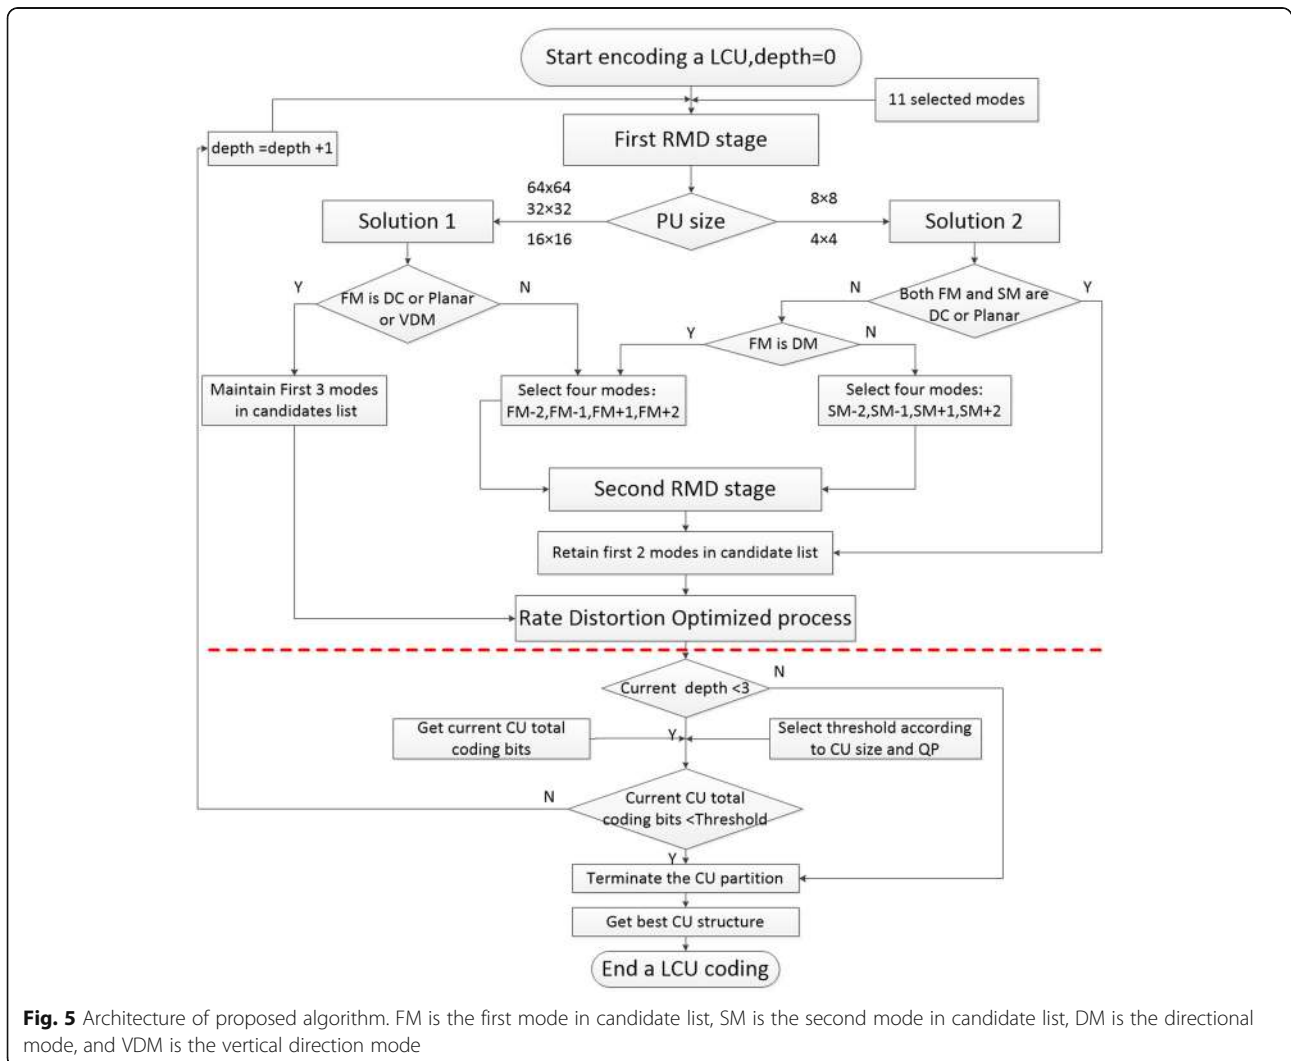 Start encoding a LCU,depth=0
11 selected modes
depth =depth +1
First RMD stage
64x64
32×32
16×16
PU size
8×8
4×4
Solution 1
Solution 2
Y
FM is DC or Planar
or VDM
N
N
Both FM and SM are
DC or Planar
Y
Y
FM is DM
N
Maintain First 3 modes
in candidates list
Select four modes:
FM-2,FM-1,FM+1,FM+2
Select four modes:
SM-2,SM-1,SM+1,SM+2
Second RMD stage
Retain first 2 modes in candidate list
Rate Distortion Optimized process
Current depth <3
N
Get current CU total
coding bits
Y
Select threshold according
to CU size and QP
N
Current CU total
coding bits <Threshold
Y
Terminate the CU partition
Get best CU structure
End a LCU coding
Fig. 5 Architecture of proposed algorithm. FM is the first mode in candidate list, SM is the second mode in candidate list, DM is the directional
mode, and VDM is the vertical direction mode